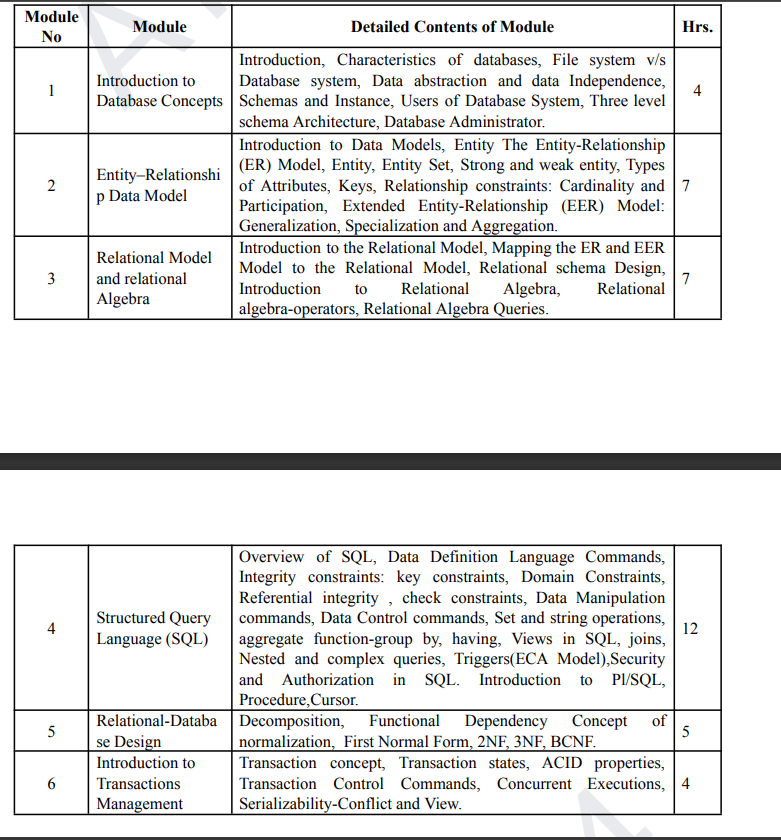 Module No
Module
Detailed Contents of Module
Hrs.
1
Introduction to
Database Concepts
Introduction, Characteristics of databases, File system v/s
Database system, Data abstraction and data Independence,
Schemas and Instance, Users of Database System, Three level
schema Architecture, Database Administrator.
4
2
Entity–Relationshi
p Data Model
Introduction to Data Models, Entity The Entity-Relationship
(ER) Model, Entity, Entity Set, Strong and weak entity, Types
of Attributes, Keys, Relationship constraints: Cardinality and
Participation, Extended Entity-Relationship (EER) Model:
Generalization, Specialization and Aggregation.
7
3
Relational Model
and relational
Algebra
Introduction to the Relational Model, Mapping the ER and EER
Model to the Relational Model, Relational schema Design,
Introduction to Relational Algebra, Relational
algebra-operators, Relational Algebra Queries.
7
4
Structured Query
Language (SQL)
Overview of SQL, Data Definition Language Commands,
Integrity constraints: key constraints, Domain Constraints,
Referential integrity , check constraints, Data Manipulation
commands, Data Control commands, Set and string operations,
aggregate function-group by, having, Views in SQL, joins,
Nested and complex queries, Triggers(ECA Model),Security
and Authorization in SQL. Introduction to Pl/SQL,
Procedure,Cursor.
12
5
Relational-Databa
se Design
Decomposition, Functional Dependency Concept of
normalization, First Normal Form, 2NF, 3NF, BCNF.
5
6
Introduction to
Transactions
Management
Transaction concept, Transaction states, ACID properties,
Transaction Control Commands, Concurrent Executions,
Serializability-Conflict and View.
4